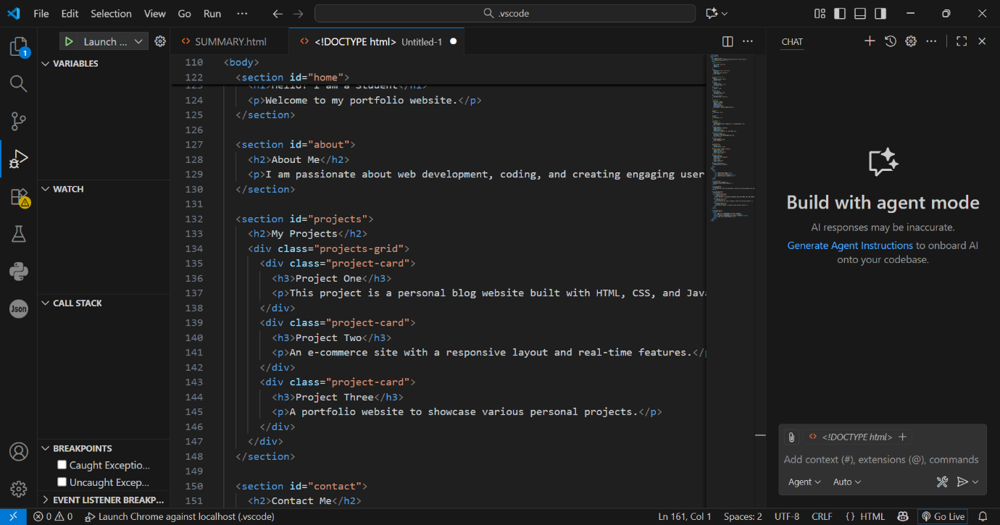 File Edit Selection View Go Run ··· .vscode
Launch ... SUMMARY.html <!DOCTYPE html> Untitled-1 CHAT
1
VARIABLES
WATCH
CALL STACK
BREAKPOINTS
Caught Exceptio...
Uncaught Excep...
EVENT LISTENER BREAKP...
Json
110 <body>
122 <section id="home">
123 <h1>Hello! I am a Student</h1>
124 <p>Welcome to my portfolio website.</p>
125 </section>
126
127 <section id="about">
128 <h2>About Me</h2>
129 <p>I am passionate about web development, coding, and creating engaging user
130 </section>
131
132 <section id="projects">
133 <h2>My Projects</h2>
134 <div class="projects-grid">
135 <div class="project-card">
136 <h3>Project One</h3>
137 <p>This project is a personal blog website built with HTML, CSS, and Java
138 </div>
139 <div class="project-card">
140 <h3>Project Two</h3>
141 <p>An e-commerce site with a responsive layout and real-time features.</p
142 </div>
143 <div class="project-card">
144 <h3>Project Three</h3>
145 <p>A portfolio website to showcase various personal projects.</p>
146 </div>
147 </div>
148 </section>
149
150 <section id="contact">
151 <h2>Contact Me</h2>
Build with agent mode
AI responses may be inaccurate.
Generate Agent Instructions to onboard AI
onto your codebase.
<!DOCTYPE html> +
Add context (#), extensions (@), commands
Agent Auto
0 0 Launch Chrome against localhost (.vscode) Ln 161, Col 1 Spaces: 2 UTF-8 CRLF {} HTML Go Live